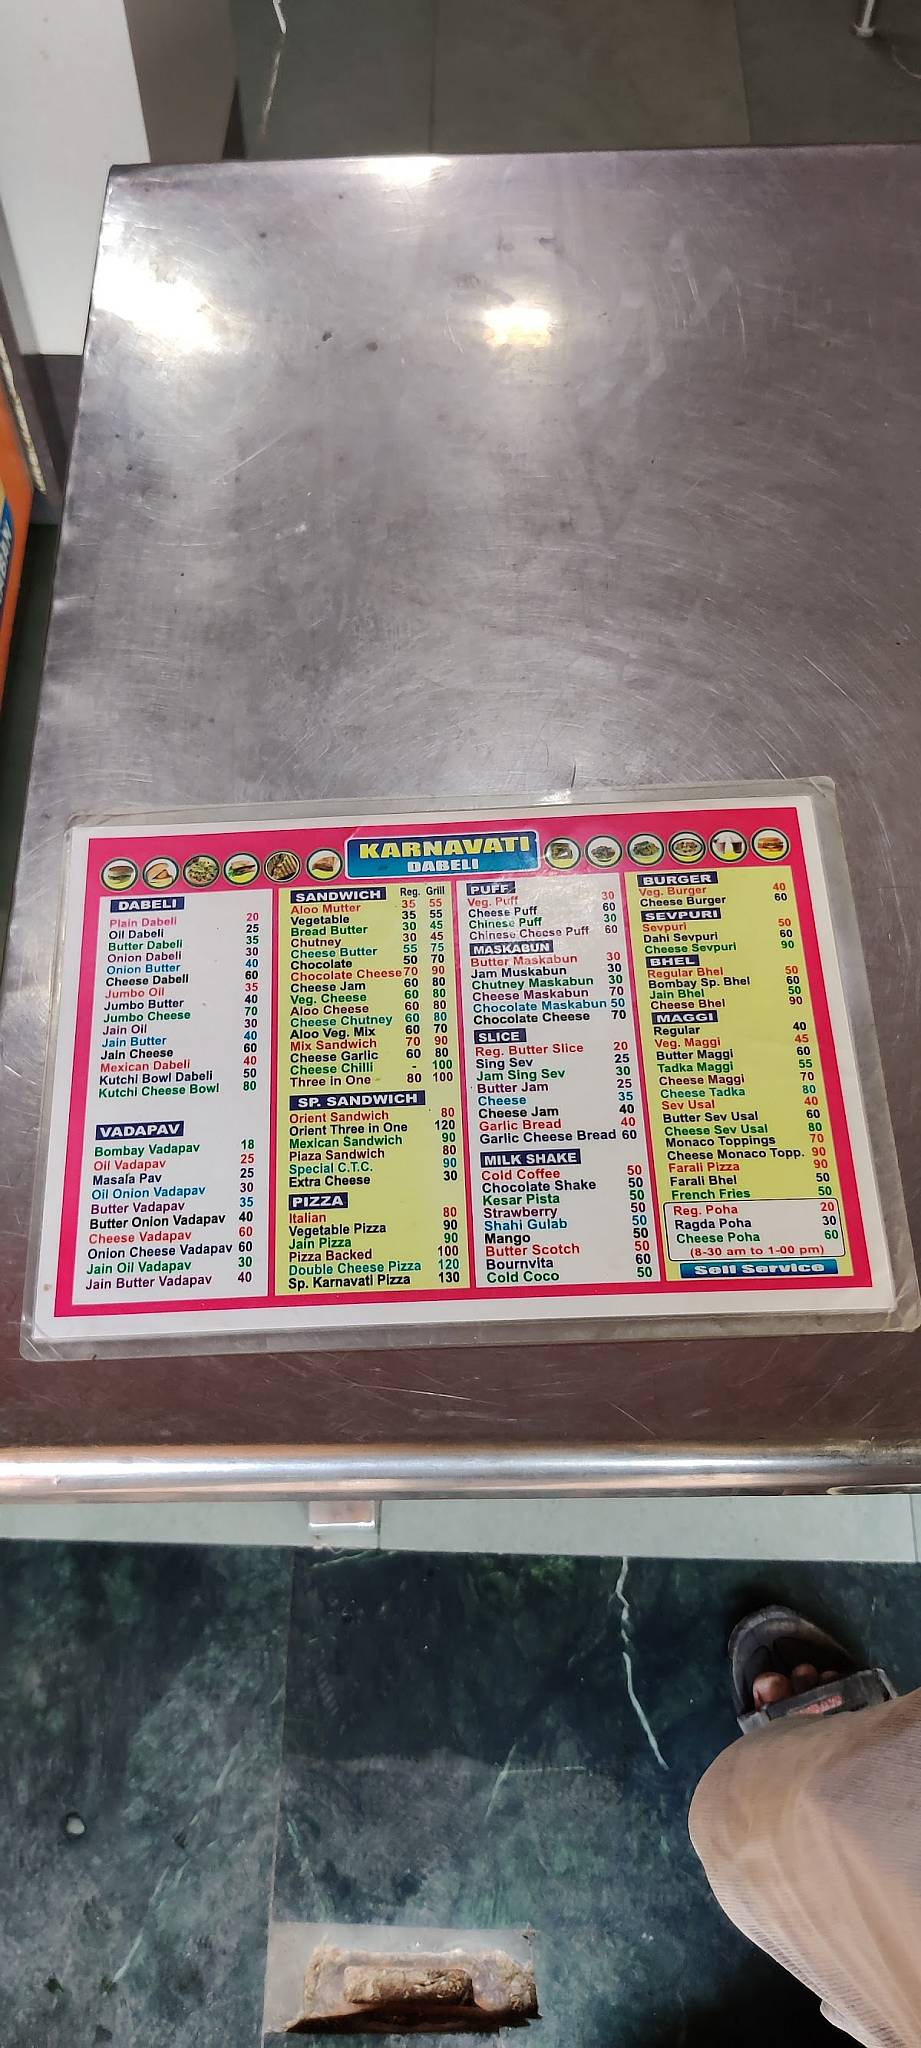 KARNAVATI
DABELI
DABELI
Plain Dabeli 20
Oil Dabeli 25
Butter Dabeli 35
Onion Dabeli 30
Onion Butter 40
Cheese Dabeli 60
Jumbo Oil 35
Jumbo Butter 40
Jumbo Cheese 70
Jain Oil 30
Jain Butter 40
Jain Cheese 60
Mexican Dabeli 40
Kutchi Bowl Dabeli 50
Kutchi Cheese Bowl 80
VADAPAV
Bombay Vadapav 18
Oil Vadapav 25
Masala Pav 25
Oil Onion Vadapav 30
Butter Vadapav 35
Butter Onion Vadapav 40
Cheese Vadapav 60
Onion Cheese Vadapav 60
Jain Oil Vadapav 30
Jain Butter Vadapav 40
SANDWICH Reg. Grill
Aloo Mutter 35 55
Vegetable 35 55
Bread Butter 30 45
Chutney 30 45
Cheese Butter 55 75
Chocolate 50 70
Chocolate Cheese 70 90
Cheese Jam 60 80
Veg. Cheese 60 80
Aloo Cheese 60 80
Cheese Chutney 60 80
Aloo Veg. Mix 60 70
Mix Sandwich 70 90
Cheese Garlic 60 80
Cheese Chilli - 100
Three in One 80 100
SP. SANDWICH
Orient Sandwich 80
Orient Three in One 120
Mexican Sandwich 90
Plaza Sandwich 80
Special C.T.C. 90
Extra Cheese 30
PIZZA
Italian 80
Vegetable Pizza 90
Jain Pizza 90
Pizza Backed 100
Double Cheese Pizza 120
Sp. Karnavati Pizza 130
PUFF
Veg. Puff 30
Cheese Puff 60
Chinese Puff 30
Chinese Cheese Puff 60
MASKABUN
Butter Maskabun 30
Jam Muskabun 30
Chutney Maskabun 30
Cheese Maskabun 70
Chocolate Maskabun 50
Chocolate Cheese 70
SLICE
Reg. Butter Slice 20
Sing Sev 25
Jam Sing Sev 30
Butter Jam 25
Cheese 35
Cheese Jam 40
Garlic Bread 40
Garlic Cheese Bread 60
MILK SHAKE
Cold Coffee 50
Chocolate Shake 50
Kesar Pista 50
Strawberry 50
Shahi Gulab 50
Mango 50
Butter Scotch 50
Bournvita 60
Cold Coco 50
BURGER
Veg. Burger 40
Cheese Burger 60
SEVPURI
Sevpuri 50
Dahi Sevpuri 60
Cheese Sevpuri 90
BHEL
Regular Bhel 50
Bombay Sp. Bhel 60
Jain Bhel 50
Cheese Bhel 90
MAGGI
Regular 40
Veg. Maggi 45
Butter Maggi 60
Tadka Maggi 55
Cheese Maggi 70
Cheese Tadka 80
Sev Usal 40
Butter Sev Usal 60
Cheese Sev Usal 80
Monaco Toppings 70
Cheese Monaco Topp. 90
Farali Pizza 90
Farali Bhel 50
French Fries 50
Reg. Poha 20
Ragda Poha 30
Cheese Poha 60
(8-30 am to 1-00 pm)
Self Service